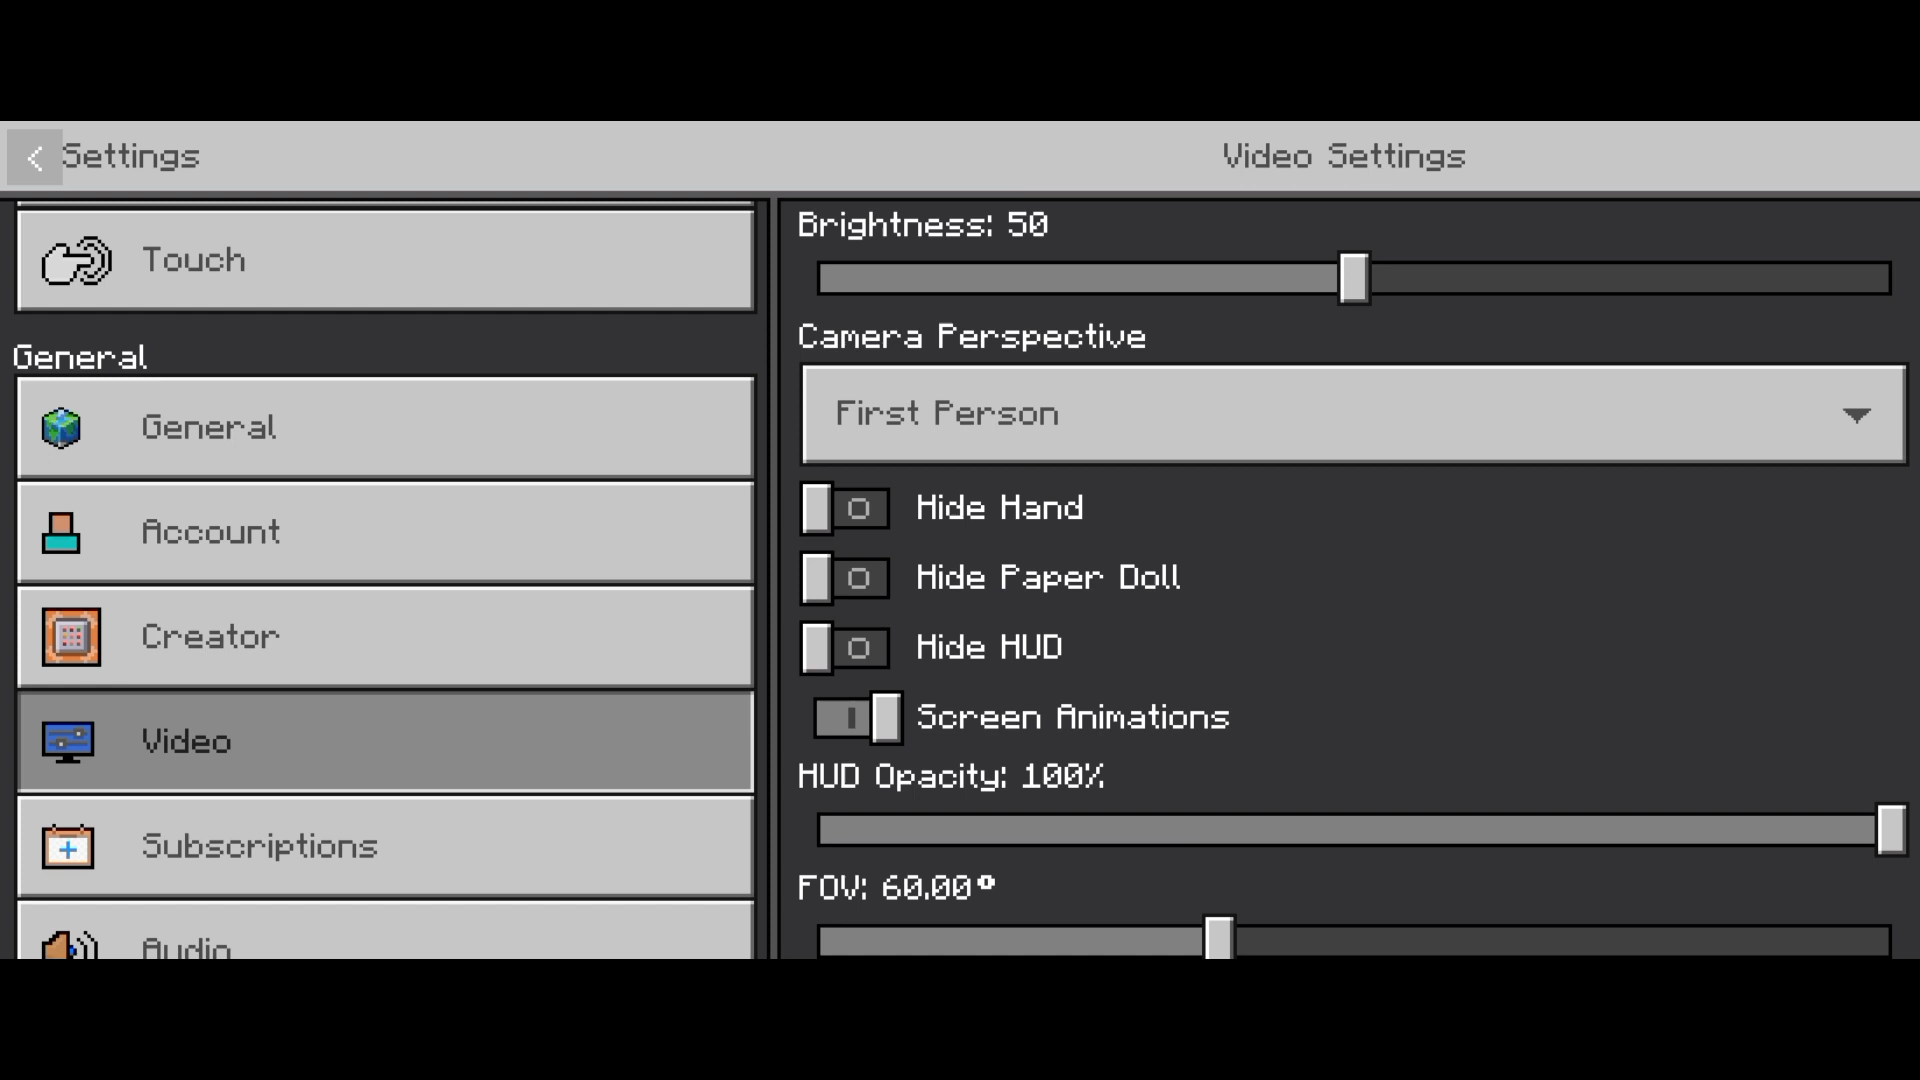 Settings
Video Settings
Touch
General
General
Account
Creator
Video
Subscriptions
Audio
Brightness: 50
Camera Perspective
First Person
Hide Hand
Hide Paper Doll
Hide HUD
Screen Animations
HUD Opacity: 100%
FOV: 60.00°